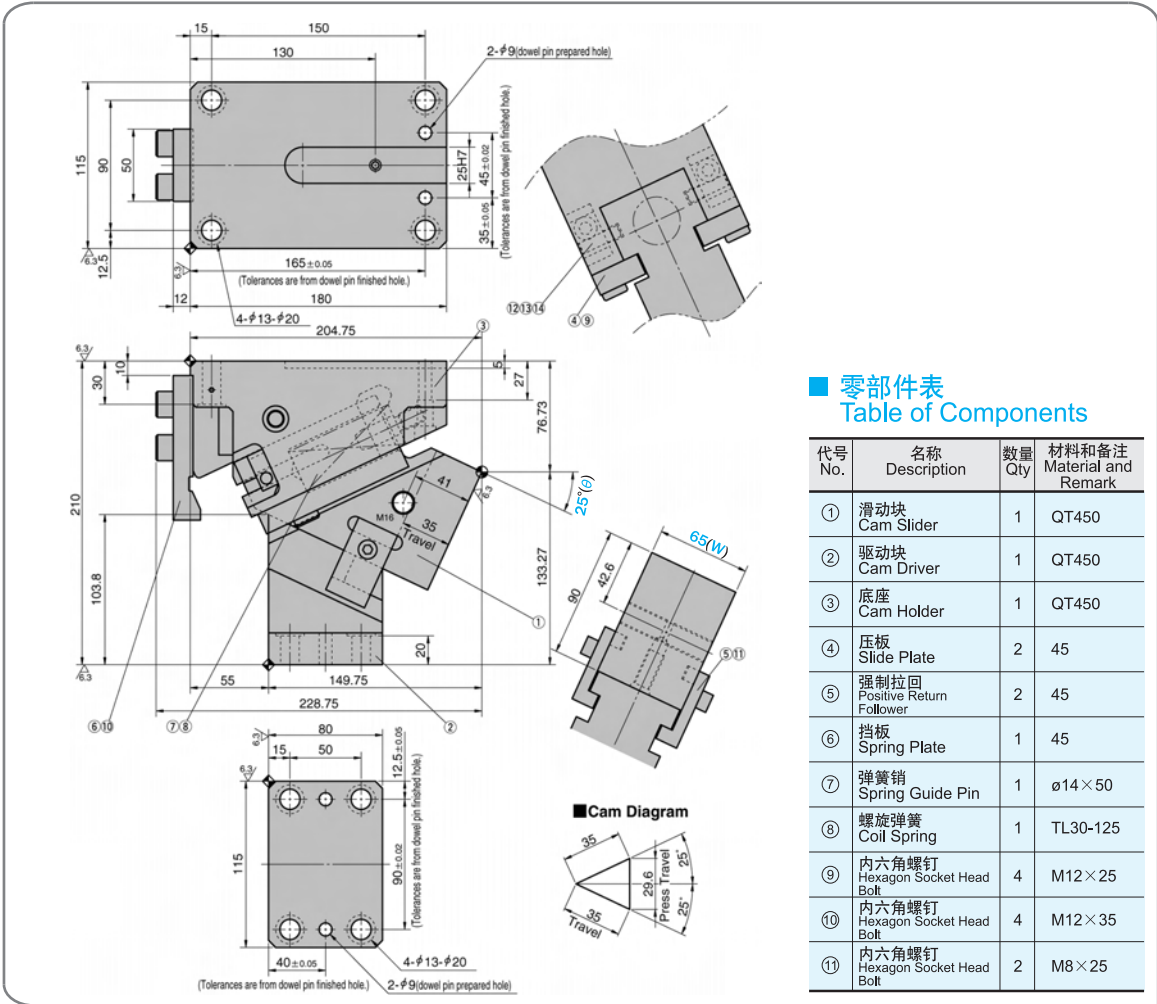 15
150
130
2-φ9(dowel pin prepared hole)
115
90
50
25H7
45±0.02
35±0.05
(Tolerances are from dowel pin finished hole.)
6.3
12.5
6.3
165±0.05
(Tolerances are from dowel pin finished hole.)
12
180
4-φ13-φ20
⑫⑬⑭
④⑨
204.75
③
6.3
10
30
5
27
76.73
210
41
6.3
25°(θ)
M16
35
Travel
103.8
133.27
①
20
6.3
55
149.75
228.75
⑥⑩
⑦⑧
②
65(W)
90
42.6
⑤⑪
6.3
80
15
50
12.5±0.05
6.3
115
90±0.02
(Tolerances are from dowel pin finished hole.)
40±0.05
4-φ13-φ20
(Tolerances are from dowel pin finished hole.)
2-φ9(dowel pin prepared hole)
■Cam Diagram
35
25°
29.6
Press Travel
25°
35
Travel
■ 零部件表
Table of Components
代号 名称 数量 材料和备注
No. Description Qty Material and
Remark
① 滑动块 1 QT450
Cam Slider
② 驱动块 1 QT450
Cam Driver
③ 底座 1 QT450
Cam Holder
④ 压板 2 45
Slide Plate
⑤ 强制拉回 2 45
Positive Return
Follower
⑥ 挡板 1 45
Spring Plate
⑦ 弹簧销 1 ø14×50
Spring Guide Pin
⑧ 螺旋弹簧 1 TL30-125
Coil Spring
⑨ 内六角螺钉 4 M12×25
Hexagon Socket Head
Bolt
⑩ 内六角螺钉 4 M12×35
Hexagon Socket Head
Bolt
⑪ 内六角螺钉 2 M8×25
Hexagon Socket Head
Bolt